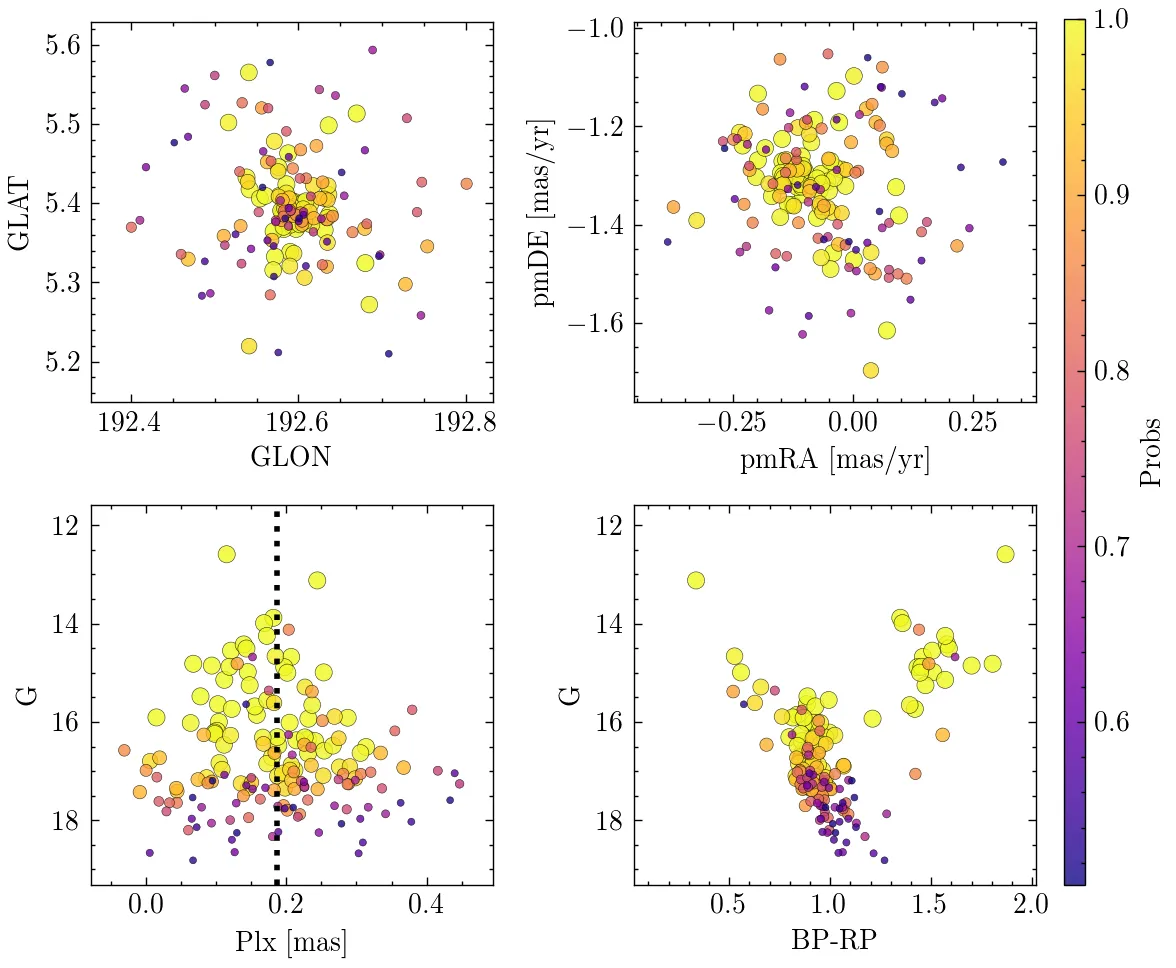 5.6
5.5
5.4
5.3
5.2
GLAT
192.4 192.6 192.8
GLON
−1.0
−1.2
−1.4
−1.6
pmDE [mas/yr]
−0.25 0.00 0.25
pmRA [mas/yr]
12
14
16
18
G
0.0 0.2 0.4
Plx [mas]
12
14
16
18
G
0.5 1.0 1.5 2.0
BP-RP
1.0
0.9
0.8
0.7
0.6
Probs